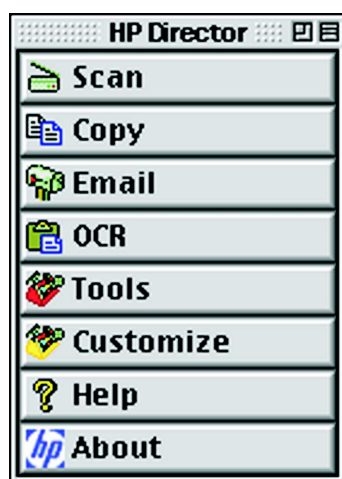 HP Director
Scan
Copy
Email
OCR
Tools
Customize
Help
hp About